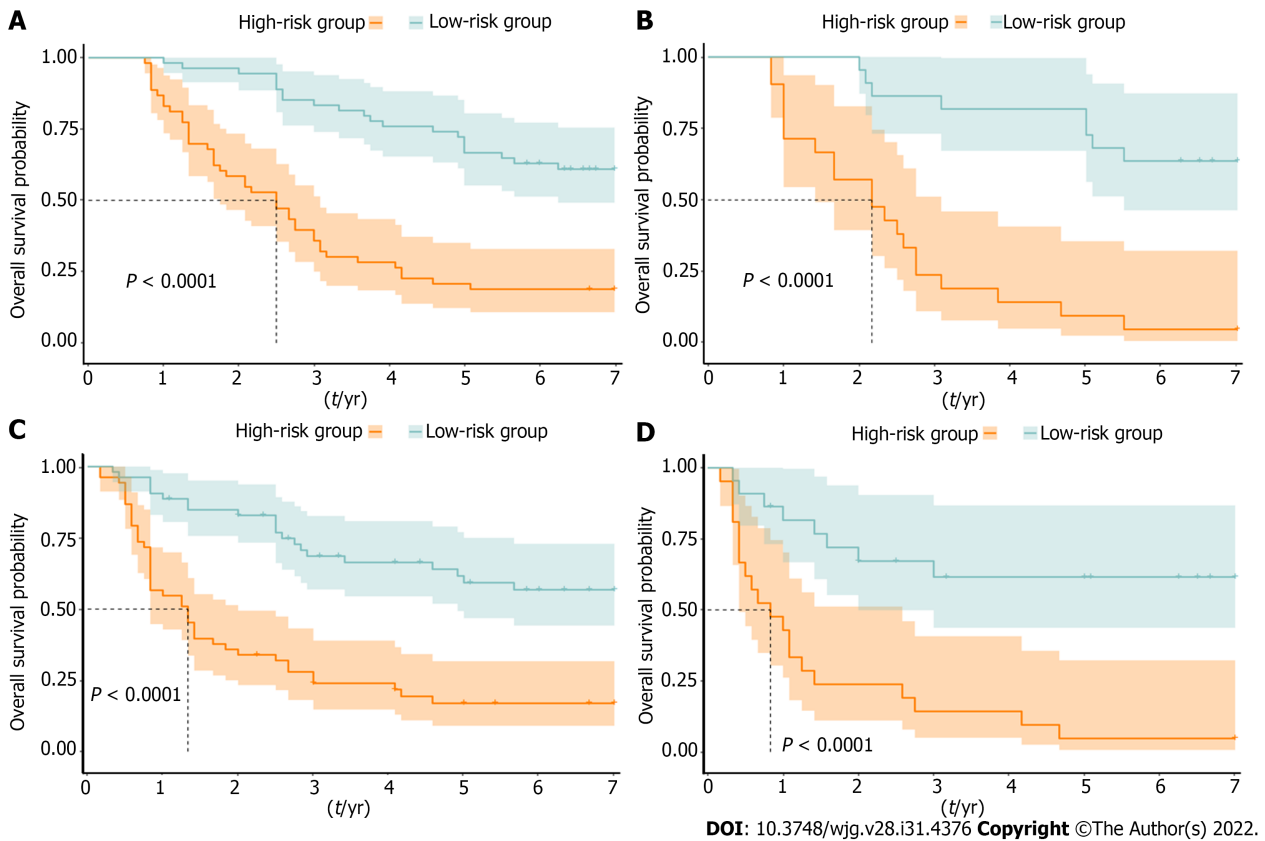 A
High-risk group Low-risk group
Overall survival probability
1.00
0.75
0.50
0.25
0.00
P < 0.0001
0 1 2 3 4 5 6 7
(t/yr)
B
High-risk group Low-risk group
Overall survival probability
1.00
0.75
0.50
0.25
0.00
P < 0.0001
0 1 2 3 4 5 6 7
(t/yr)
C
High-risk group Low-risk group
Overall survival probability
1.00
0.75
0.50
0.25
0.00
P < 0.0001
0 1 2 3 4 5 6 7
(t/yr)
D
High-risk group Low-risk group
Overall survival probability
1.00
0.75
0.50
0.25
0.00
P < 0.0001
0 1 2 3 4 5 6 7
(t/yr)
DOI: 10.3748/wjg.v28.i31.4376 Copyright ©The Author(s) 2022.